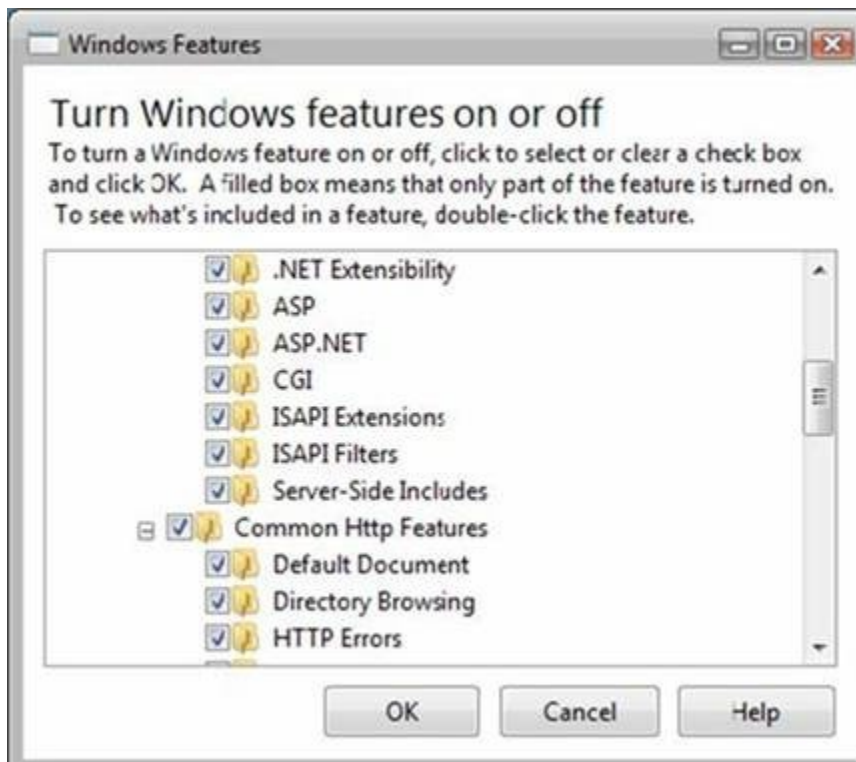 Windows Features
Turn Windows features on or off
To turn a Windows feature on or off, click to select or clear a check box
and click OK. A filled box means that only part of the feature is turned on.
To see what's included in a feature, double-click the feature.
.NET Extensibility
ASP
ASP.NET
CGI
ISAPI Extensions
ISAPI Filters
Server-Side Includes
Common Http Features
Default Document
Directory Browsing
HTTP Errors
OK Cancel Help